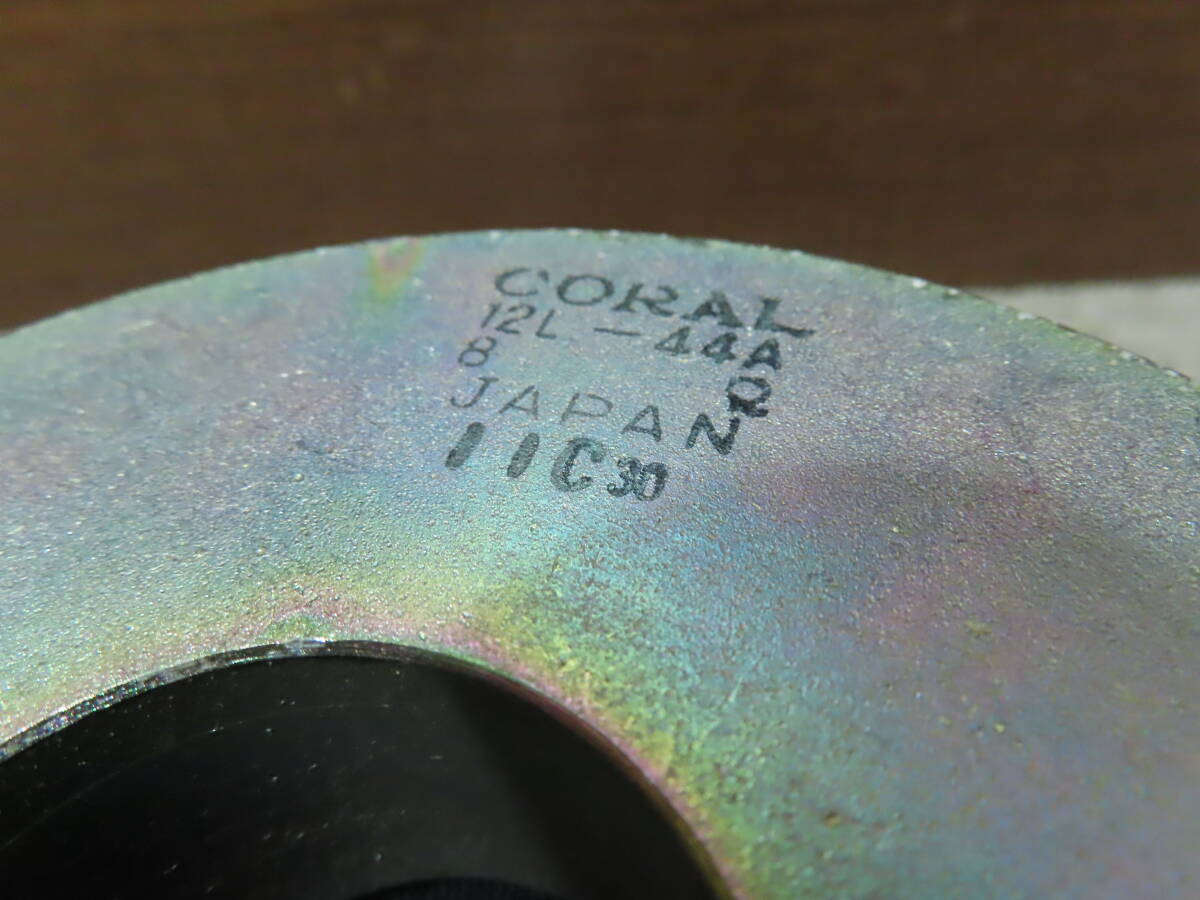 CORAL
12L-44A
8 Ω
JAPAN
11C30